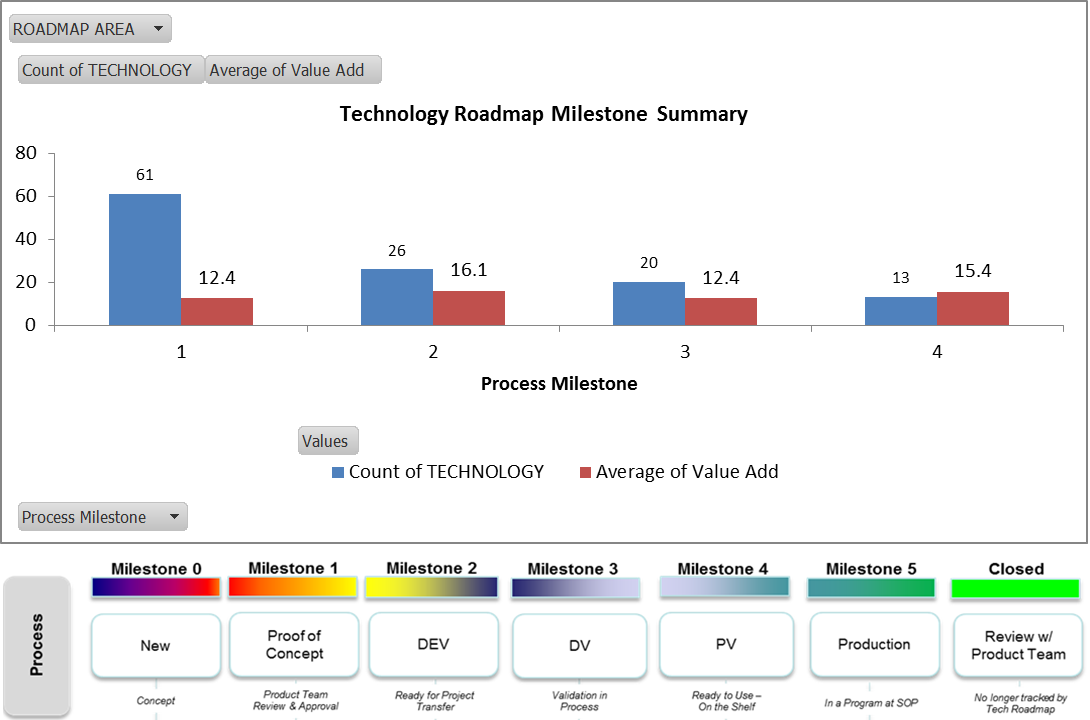 ROADMAP AREA
Count of TECHNOLOGY Average of Value Add
Technology Roadmap Milestone Summary
80
60
40
20
0
61
12.4
26
16.1
20
12.4
13
15.4
1 2 3 4
Process Milestone
Values
Count of TECHNOLOGY Average of Value Add
Process Milestone
Process
Milestone 0
New
Concept
Milestone 1
Proof of
Concept
Product Team
Review & Approval
Milestone 2
DEV
Ready for Project
Transfer
Milestone 3
DV
Validation in
Process
Milestone 4
PV
Ready to Use –
On the Shelf
Milestone 5
Production
In a Program at SOP
Closed
Review w/
Product Team
No longer tracked by
Tech Roadmap